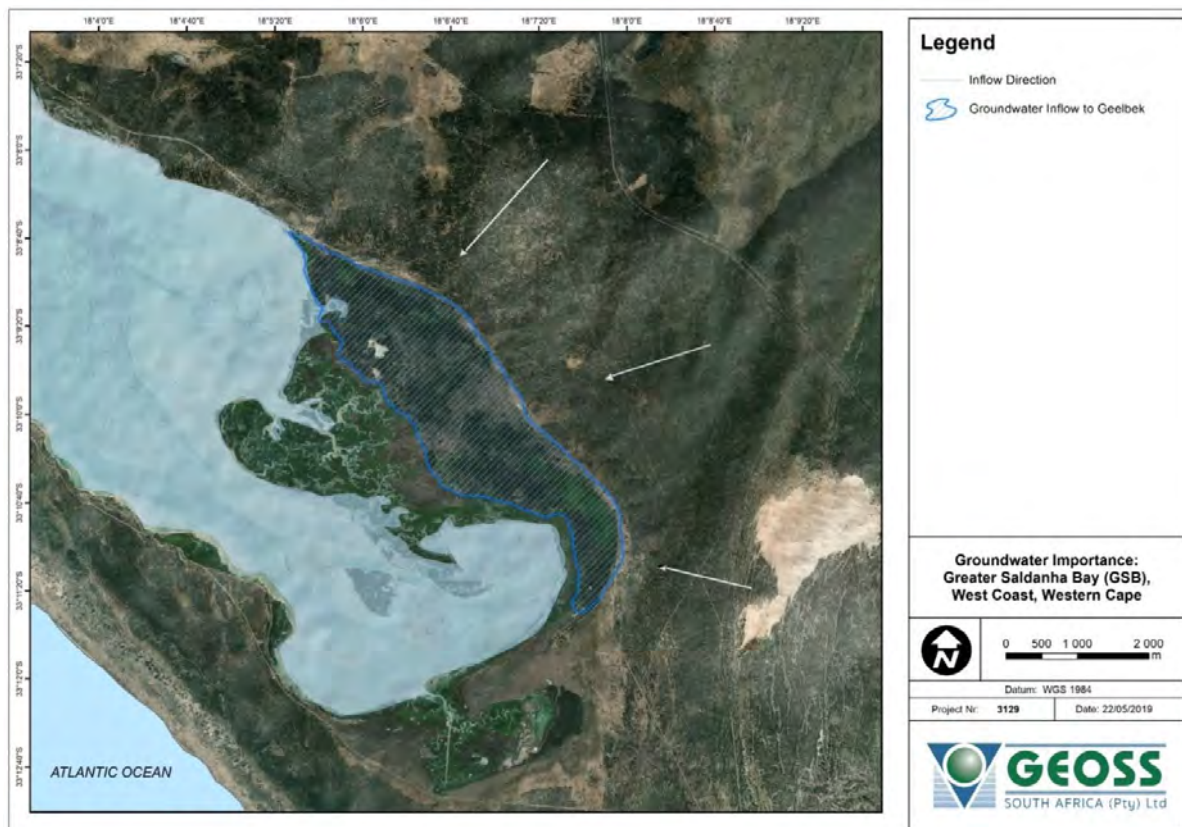 18°4'0"E 18°4'40"E 18°5'20"E 18°6'0"E 18°6'40"E 18°7'20"E 18°8'0"E 18°8'40"E 18°9'20"E
33°7'20"S
33°8'0"S
33°8'40"S
33°9'20"S
33°10'0"S
33°10'40"S
33°11'20"S
33°12'0"S
33°12'40"S
ATLANTIC OCEAN
Legend
Inflow Direction
Groundwater Inflow to Geelbek
Groundwater Importance:
Greater Saldanha Bay (GSB),
West Coast, Western Cape
N
0 500 1 000 2 000
m
Datum: WGS 1984
Project Nr: 3129 Date: 22/05/2019
GEOSS
SOUTH AFRICA (Pty) Ltd